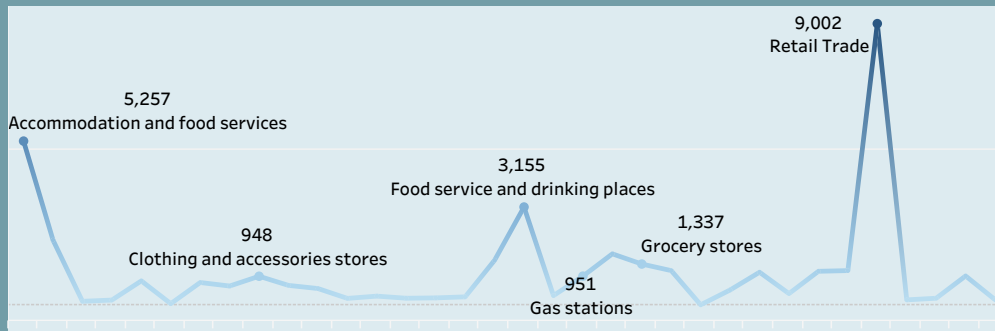 9,002
Retail Trade
5,257
Accommodation and food services
3,155
Food service and drinking places
1,337
Grocery stores
948
Clothing and accessories stores
951
Gas stations